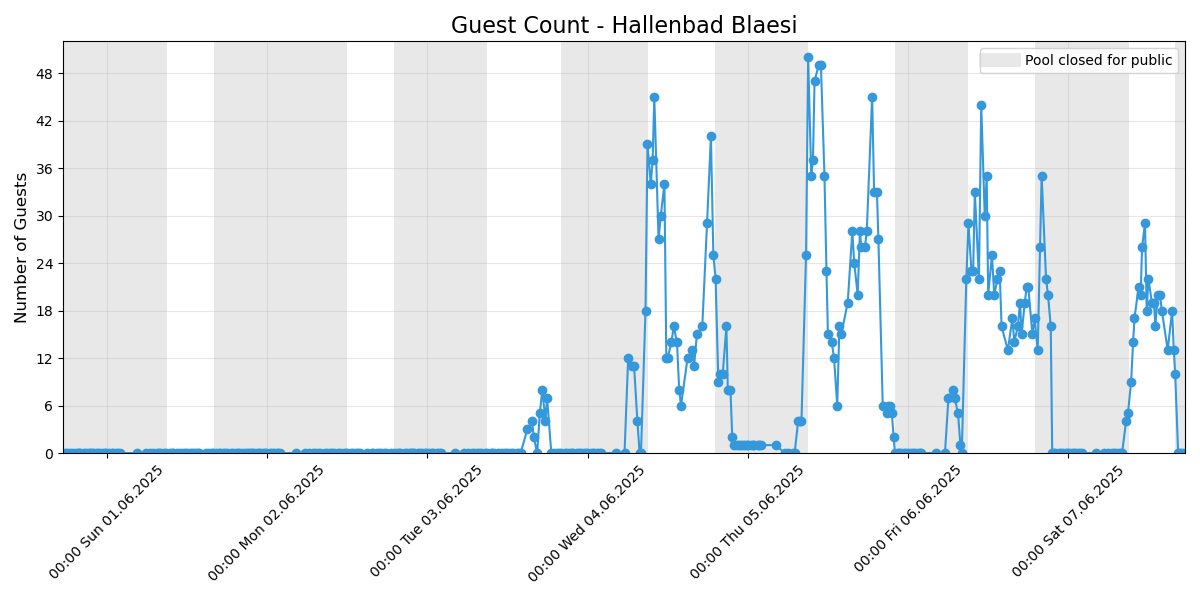 Guest Count - Hallenbad Blaesi
Pool closed for public
Number of Guests
48
42
36
30
24
18
12
6
0
00:00 Sun 01.06.2025
00:00 Mon 02.06.2025
00:00 Tue 03.06.2025
00:00 Wed 04.06.2025
00:00 Thu 05.06.2025
00:00 Fri 06.06.2025
00:00 Sat 07.06.2025